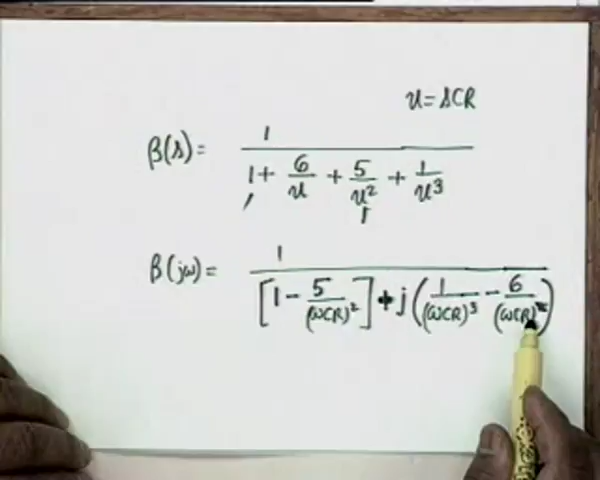 u = sCR
β(s) = 1 / (1 + 6/u + 5/u² + 1/u³)
β(jω) = 1 / ([1 - 5/(ωCR)²] + j(1/(ωCR)³ - 6/(ωCR)))